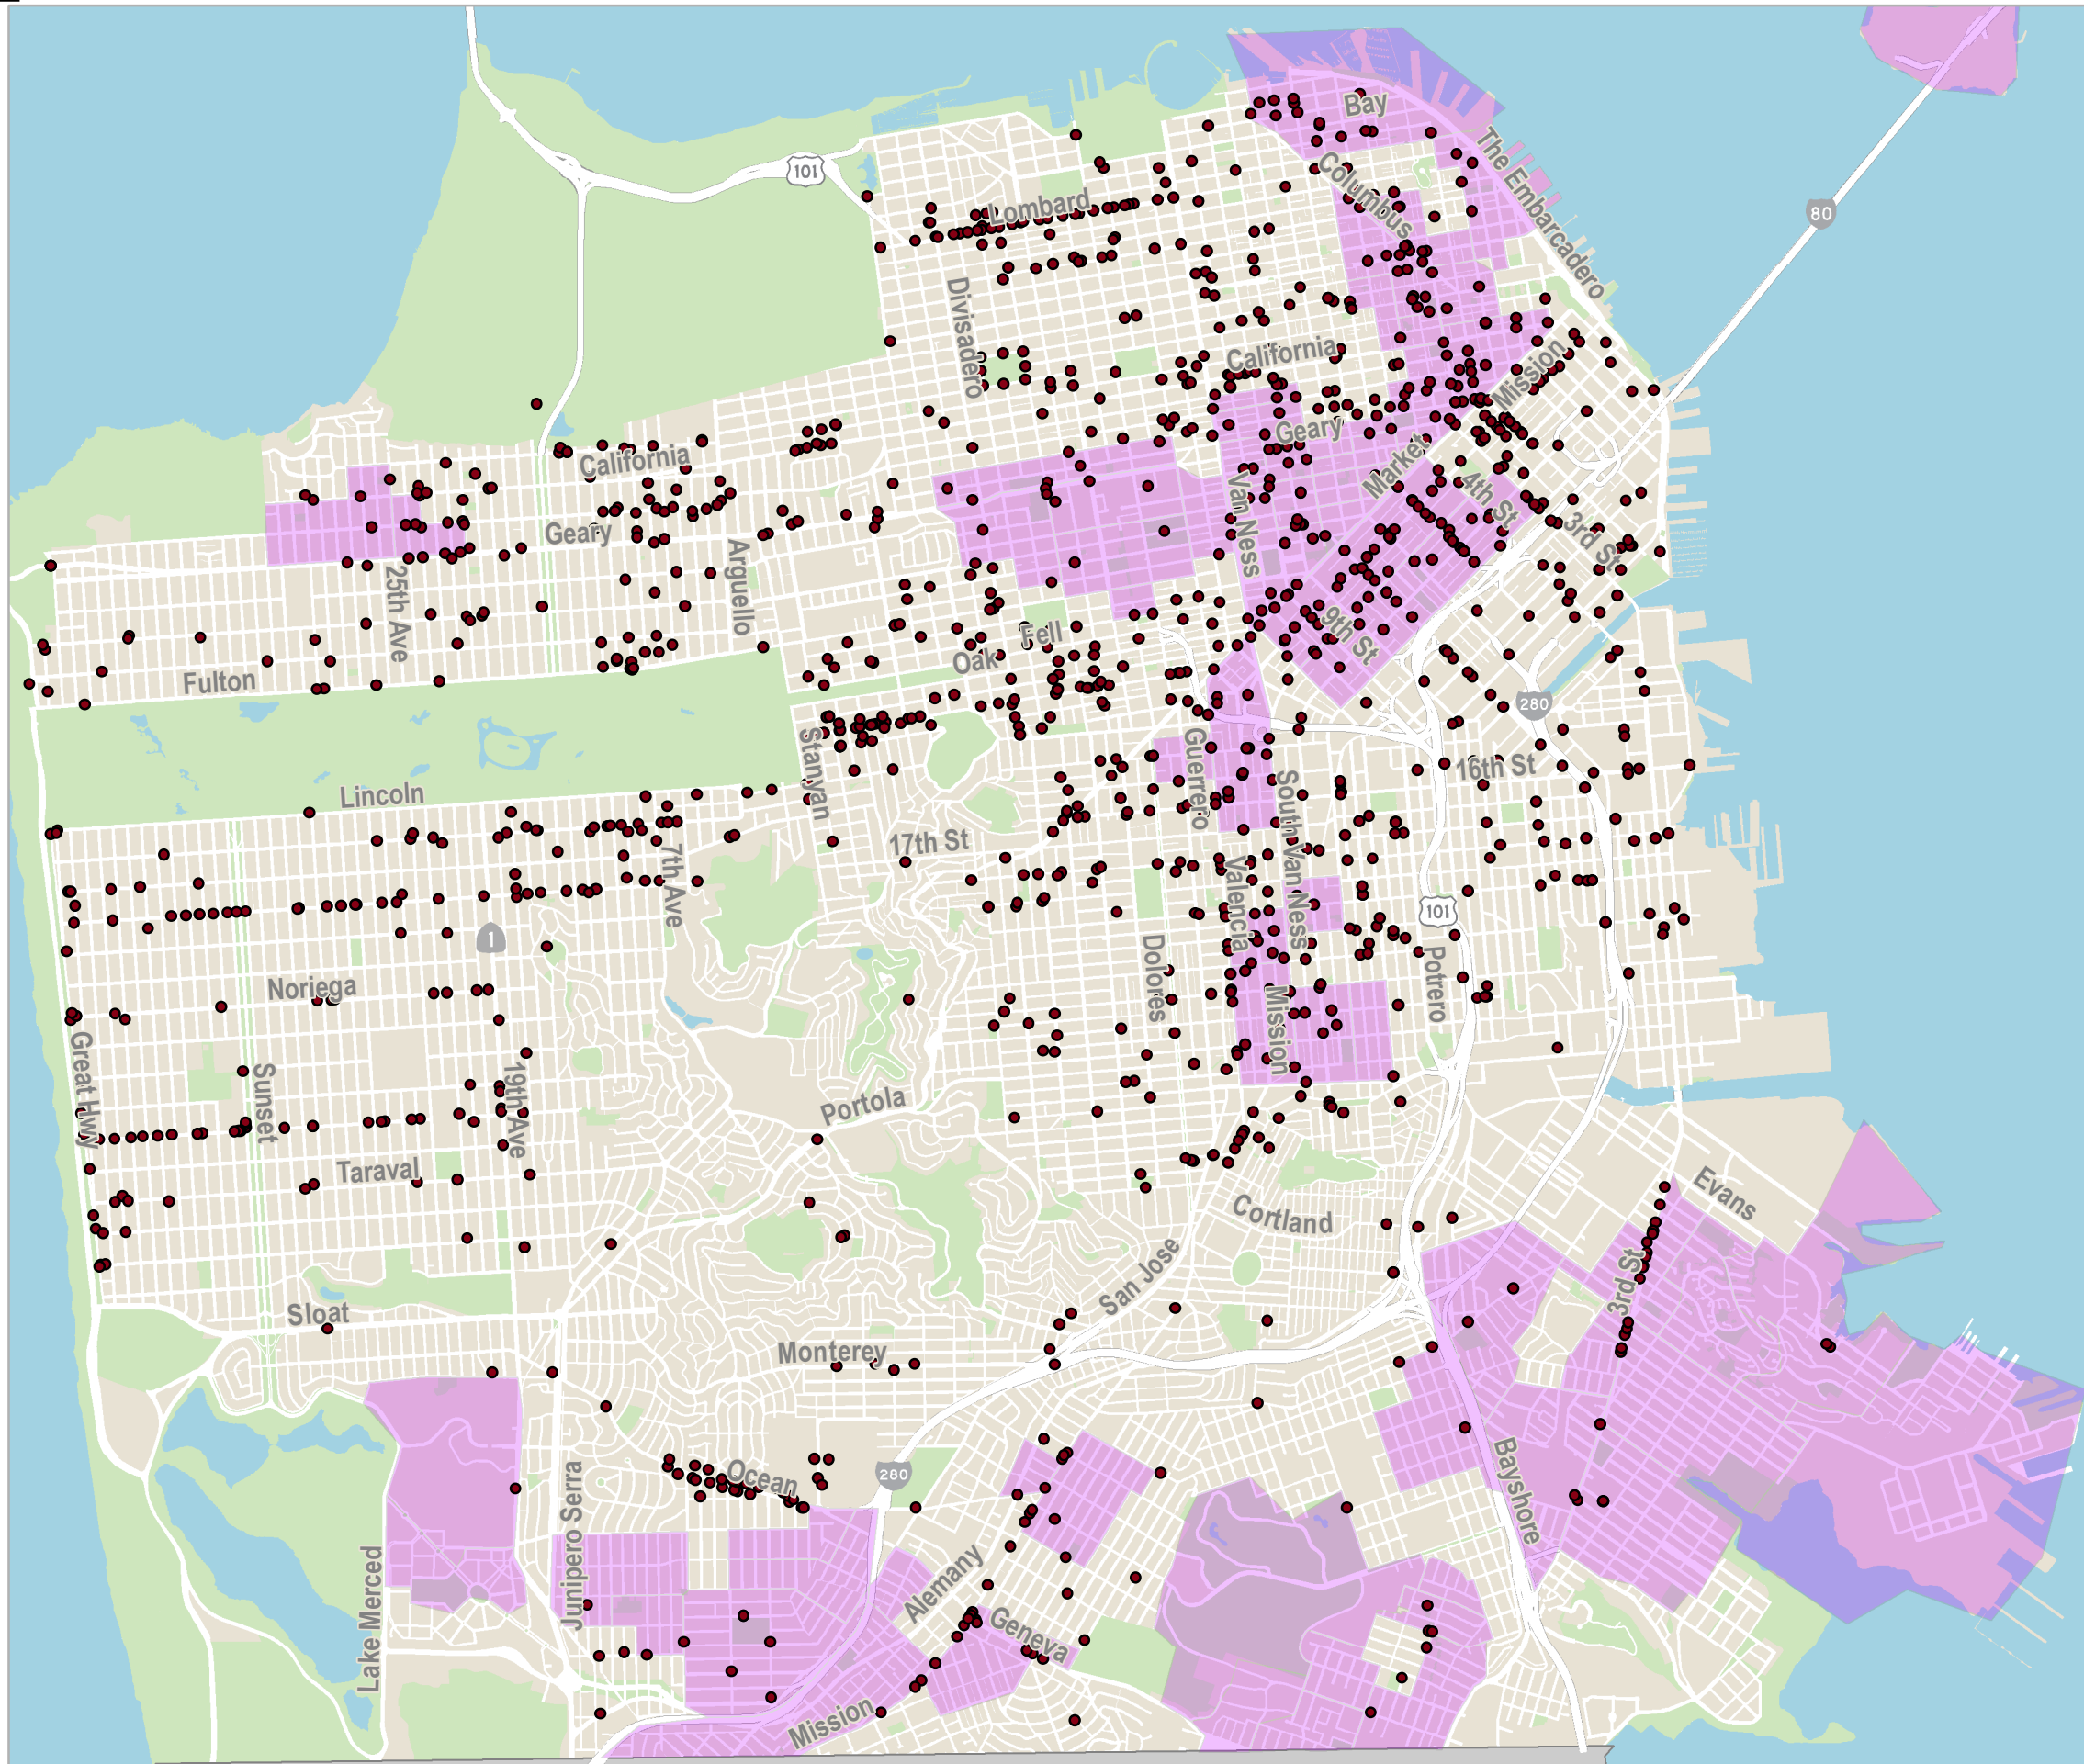 Bay
The Embarcadero
Columbus
101
Lombard
80
Divisadero
California
Mission
Geary
California
Market
Van Ness
4th St
Geary
3rd St
Arguello
25th Ave
9th St
Fell
Oak
Fulton
280
Stanyan
Guerrero
16th St
Lincoln
South Van Ness
17th St
7th Ave
Valencia
101
1
Dolores
Potrero
Noriega
Mission
Great Hwy
Sunset
19th Ave
Portola
Taraval
Evans
Cortland
San Jose
3rd St
Sloat
Monterey
Ocean
280
Bayshore
Junipero Serra
Lake Merced
Alemany
Geneva
Mission